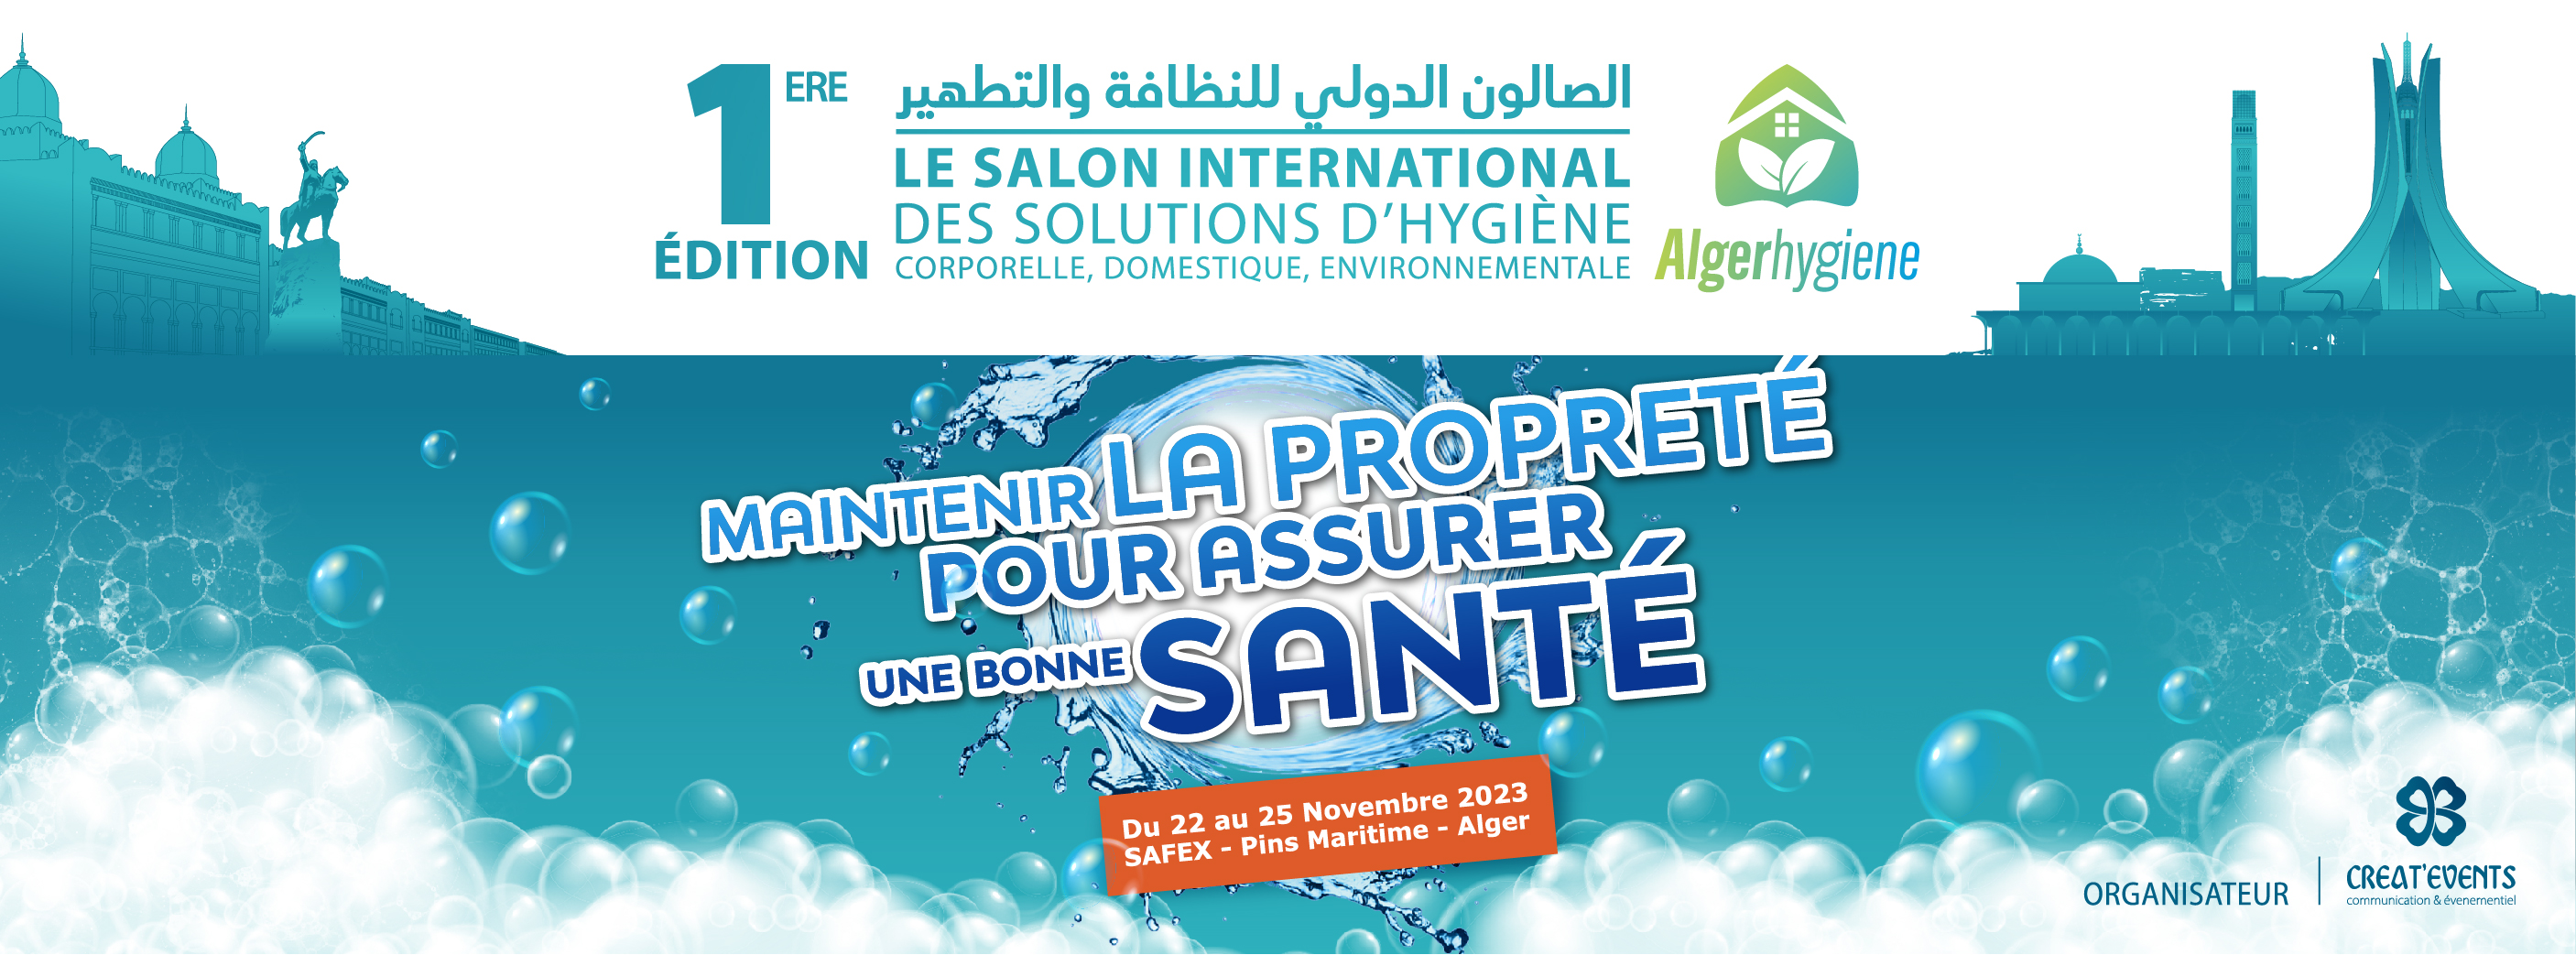 1ERE
ÉDITION
الصالون الدولي للنظافة والتطهير
LE SALON INTERNATIONAL
DES SOLUTIONS D'HYGIÈNE
CORPORELLE, DOMESTIQUE, ENVIRONNEMENTALE
Algerhygiene
MAINTENIR LA PROPRETÉ
POUR ASSURER
UNE BONNE SANTÉ
Du 22 au 25 Novembre 2023
SAFEX - Pins Maritime - Alger
ORGANISATEUR
CREAT'EVENTS
communication & évenementiel